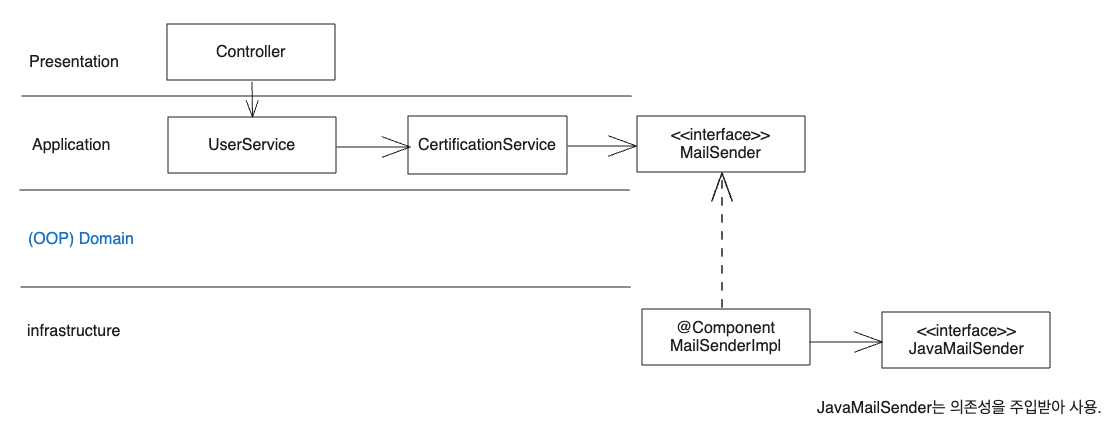 Presentation
Controller
Application
UserService
CertificationService
<<interface>>
MailSender
(OOP) Domain
infrastructure
@Component
MailSenderImpl
<<interface>>
JavaMailSender
JavaMailSender는 의존성을 주입받아 사용.